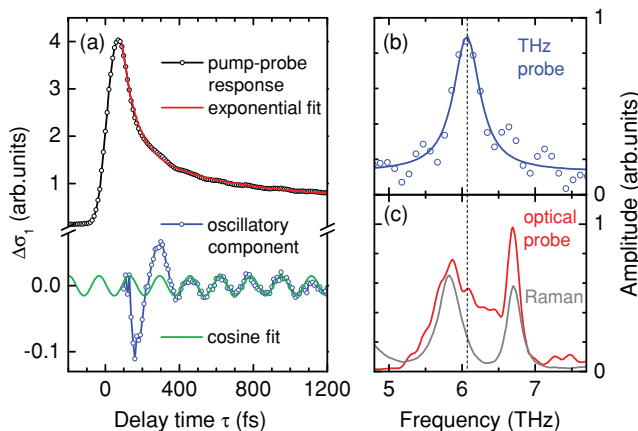 (a)
pump-probe
response
exponential fit
oscillatory
component
cosine fit
4
3
2
1
0.0
-0.1
Δσ₁ (arb.units)
0
400
800
1200
Delay time τ (fs)
(b)
THz
probe
1
0
(c)
optical
probe
Raman
1
0
Amplitude (arb.units)
5
6
7
Frequency (THz)